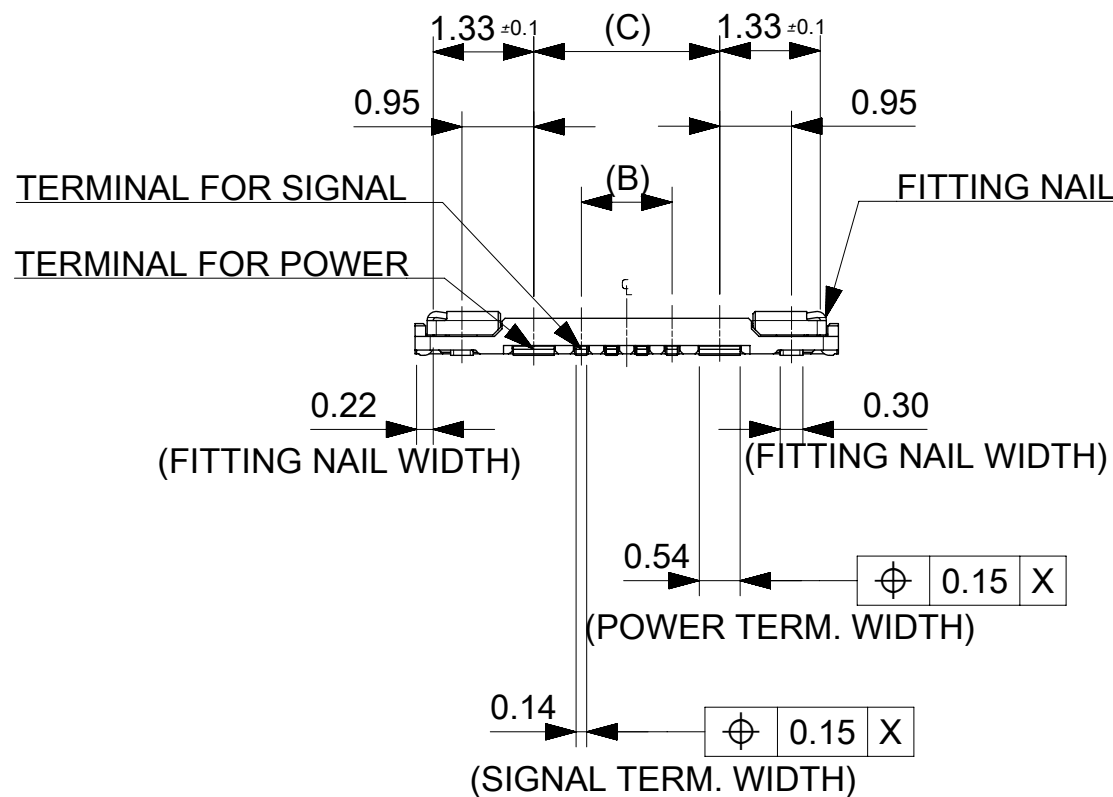 1.33 ±0.1 (C) 1.33 ±0.1
0.95 0.95
(B)
TERMINAL FOR SIGNAL FITTING NAIL
TERMINAL FOR POWER
℄
0.22 0.30
(FITTING NAIL WIDTH) (FITTING NAIL WIDTH)
0.54 ⌖ 0.15 X
(POWER TERM. WIDTH)
0.14 ⌖ 0.15 X
(SIGNAL TERM. WIDTH)